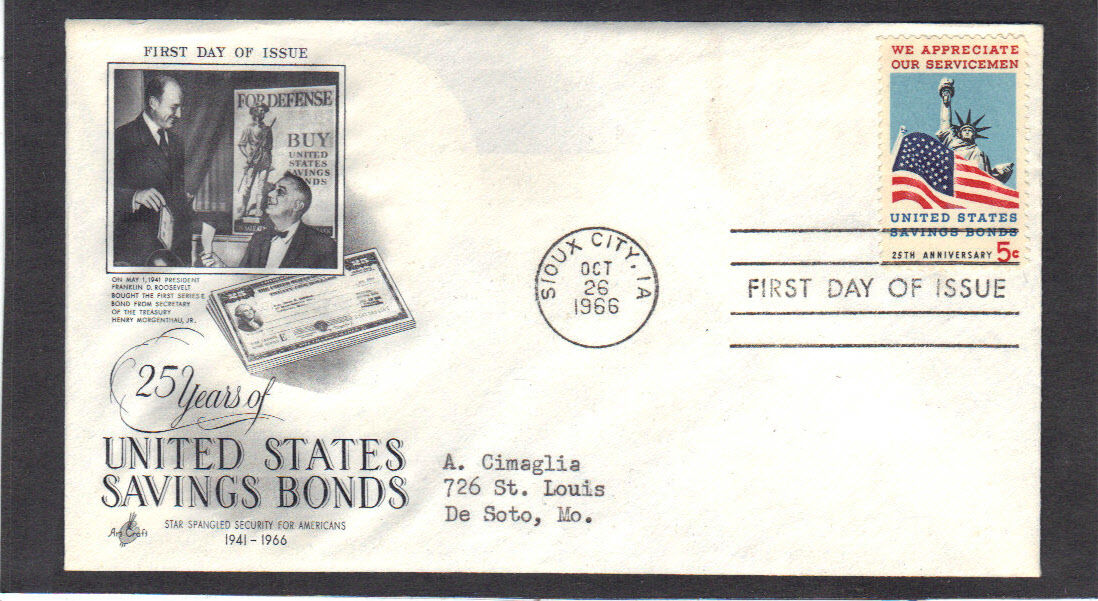 FIRST DAY OF ISSUE
FOR DEFENSE
BUY
UNITED
STATES
SAVINGS
BONDS
ON MAY 1, 1941 PRESIDENT
FRANKLIN D. ROOSEVELT
BOUGHT THE FIRST SERIES E
BOND FROM SECRETARY
OF THE TREASURY
HENRY MORGENTHAU, JR.
E
25 Years of
UNITED STATES
SAVINGS BONDS
STAR SPANGLED SECURITY FOR AMERICANS
1941 – 1966
Art Craft
WE APPRECIATE
OUR SERVICEMEN
UNITED STATES
SAVINGS BONDS
25TH ANNIVERSARY 5c
SIOUX CITY, IA
OCT
26
1966
FIRST DAY OF ISSUE
A. Cimaglia
726 St. Louis
De Soto, Mo.